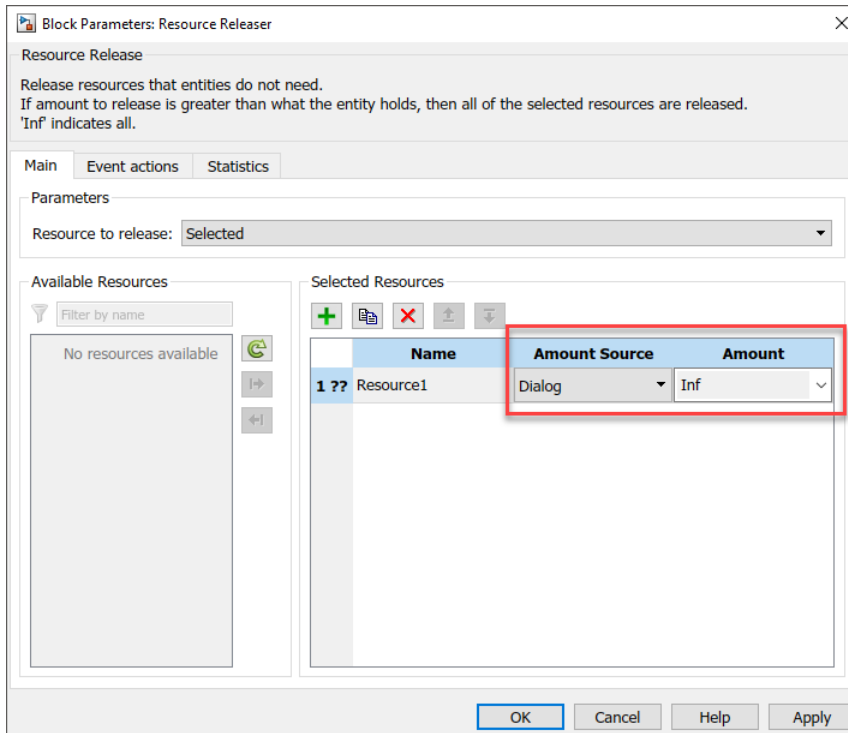 Block Parameters: Resource Releaser
Resource Release
Release resources that entities do not need.
If amount to release is greater than what the entity holds, then all of the selected resources are released.
'Inf' indicates all.
Main Event actions Statistics
Parameters
Resource to release: Selected
Available Resources
Filter by name
No resources available
Selected Resources
Name Amount Source Amount
1 ?? Resource1 Dialog Inf
OK Cancel Help Apply